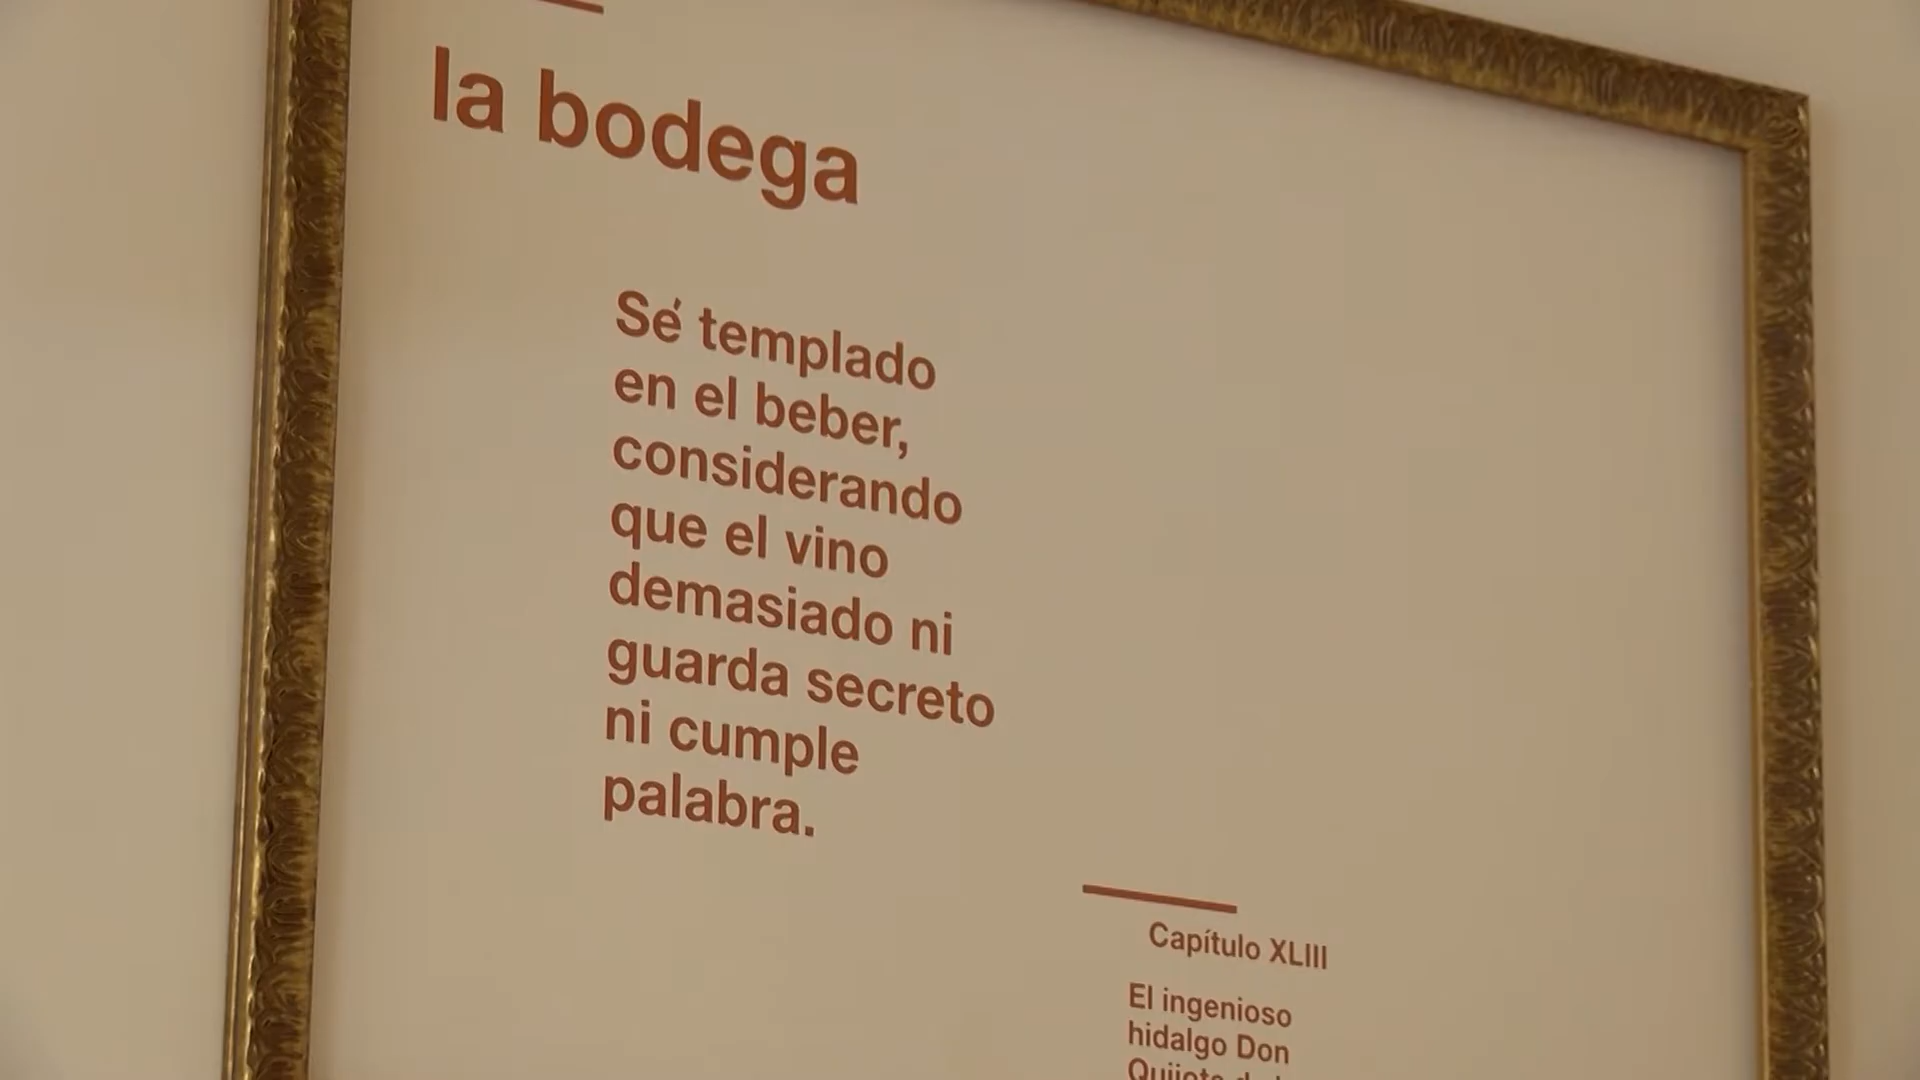 la bodega
Sé templado
en el beber,
considerando
que el vino
demasiado ni
guarda secreto
ni cumple
palabra.
Capítulo XLIII
El ingenioso
hidalgo Don
Quijote